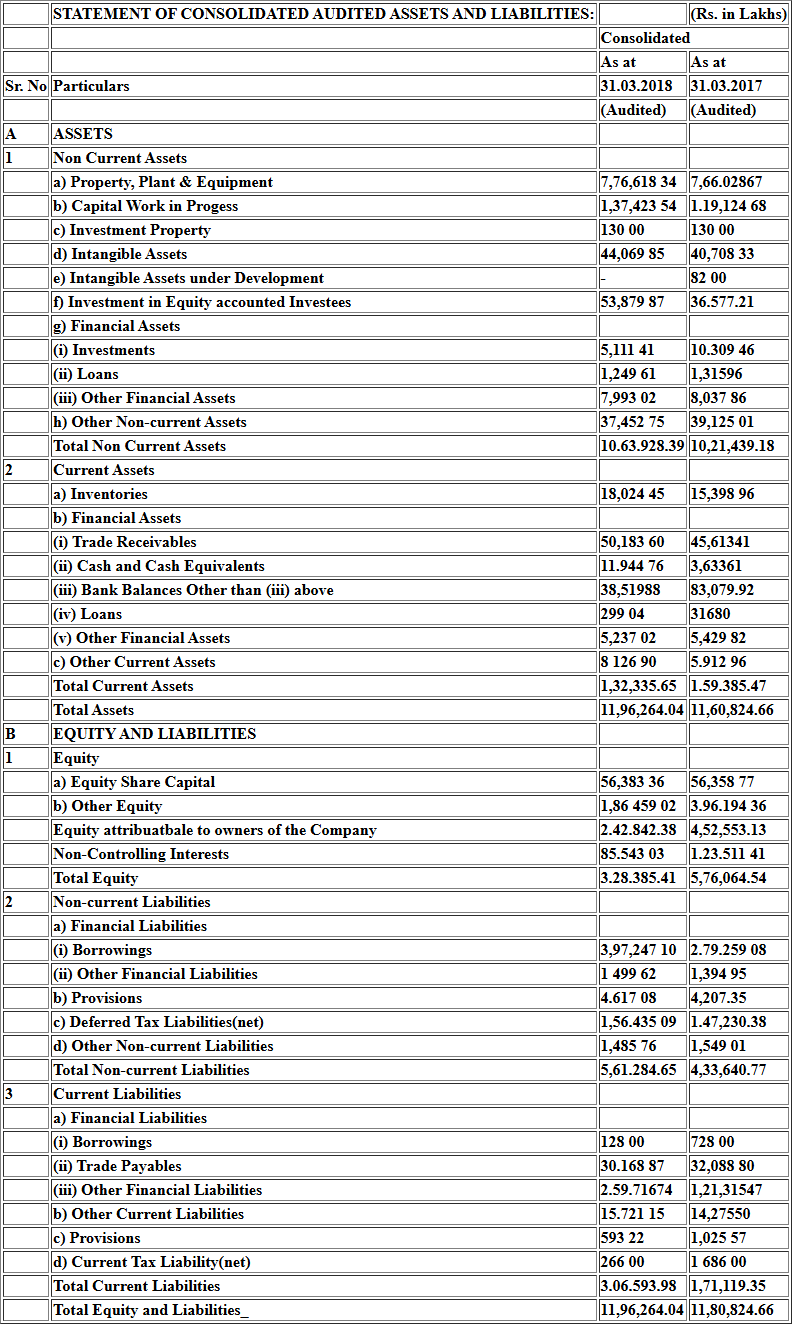 STATEMENT OF CONSOLIDATED AUDITED ASSETS AND LIABILITIES: (Rs. in Lakhs)
Consolidated
As at As at
Sr. No Particulars 31.03.2018 31.03.2017
(Audited) (Audited)
A ASSETS
1 Non Current Assets
a) Property, Plant & Equipment 7,76,618 34 7,66.02867
b) Capital Work in Progess 1,37,423 54 1.19,124 68
c) Investment Property 130 00 130 00
d) Intangible Assets 44,069 85 40,708 33
e) Intangible Assets under Development - 82 00
f) Investment in Equity accounted Investees 53,879 87 36.577.21
g) Financial Assets
(i) Investments 5,111 41 10.309 46
(ii) Loans 1,249 61 1,31596
(iii) Other Financial Assets 7,993 02 8,037 86
h) Other Non-current Assets 37,452 75 39,125 01
Total Non Current Assets 10.63.928.39 10,21,439.18
2 Current Assets
a) Inventories 18,024 45 15,398 96
b) Financial Assets
(i) Trade Receivables 50,183 60 45,61341
(ii) Cash and Cash Equivalents 11.944 76 3,63361
(iii) Bank Balances Other than (iii) above 38,51988 83,079.92
(iv) Loans 299 04 31680
(v) Other Financial Assets 5,237 02 5,429 82
c) Other Current Assets 8 126 90 5.912 96
Total Current Assets 1,32,335.65 1.59.385.47
Total Assets 11,96,264.04 11,60,824.66
B EQUITY AND LIABILITIES
1 Equity
a) Equity Share Capital 56,383 36 56,358 77
b) Other Equity 1,86 459 02 3.96.194 36
Equity attribuatbale to owners of the Company 2.42.842.38 4,52,553.13
Non-Controlling Interests 85.543 03 1.23.511 41
Total Equity 3.28.385.41 5,76,064.54
2 Non-current Liabilities
a) Financial Liabilities
(i) Borrowings 3,97,247 10 2.79.259 08
(ii) Other Financial Liabilities 1 499 62 1,394 95
b) Provisions 4.617 08 4,207.35
c) Deferred Tax Liabilities(net) 1,56.435 09 1.47,230.38
d) Other Non-current Liabilities 1,485 76 1,549 01
Total Non-current Liabilities 5,61.284.65 4,33,640.77
3 Current Liabilities
a) Financial Liabilities
(i) Borrowings 128 00 728 00
(ii) Trade Payables 30.168 87 32,088 80
(iii) Other Financial Liabilities 2.59.71674 1,21,31547
b) Other Current Liabilities 15.721 15 14,27550
c) Provisions 593 22 1,025 57
d) Current Tax Liability(net) 266 00 1 686 00
Total Current Liabilities 3.06.593.98 1,71,119.35
Total Equity and Liabilities_ 11,96,264.04 11,80,824.66